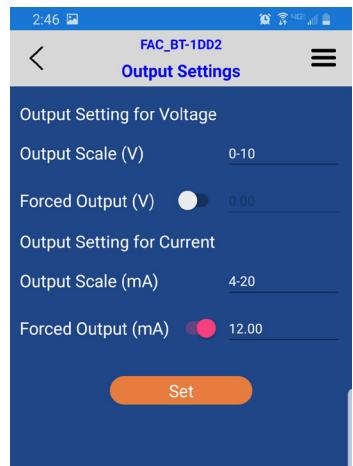 2:46
FAC_BT-1DD2
Output Settings
Output Setting for Voltage
Output Scale (V) 0-10
Forced Output (V) 0.00
Output Setting for Current
Output Scale (mA) 4-20
Forced Output (mA) 12.00
Set